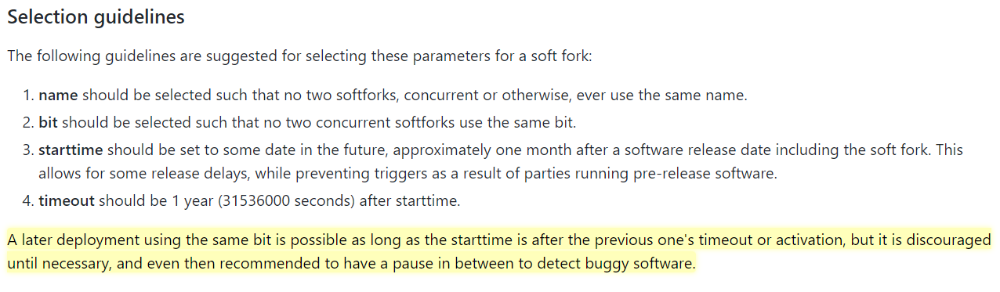 Selection guidelines
The following guidelines are suggested for selecting these parameters for a soft fork:
1. name should be selected such that no two softforks, concurrent or otherwise, ever use the same name.
2. bit should be selected such that no two concurrent softforks use the same bit.
3. starttime should be set to some date in the future, approximately one month after a software release date including the soft fork. This
allows for some release delays, while preventing triggers as a result of parties running pre-release software.
4. timeout should be 1 year (31536000 seconds) after starttime.
A later deployment using the same bit is possible as long as the starttime is after the previous one's timeout or activation, but it is discouraged
until necessary, and even then recommended to have a pause in between to detect buggy software.